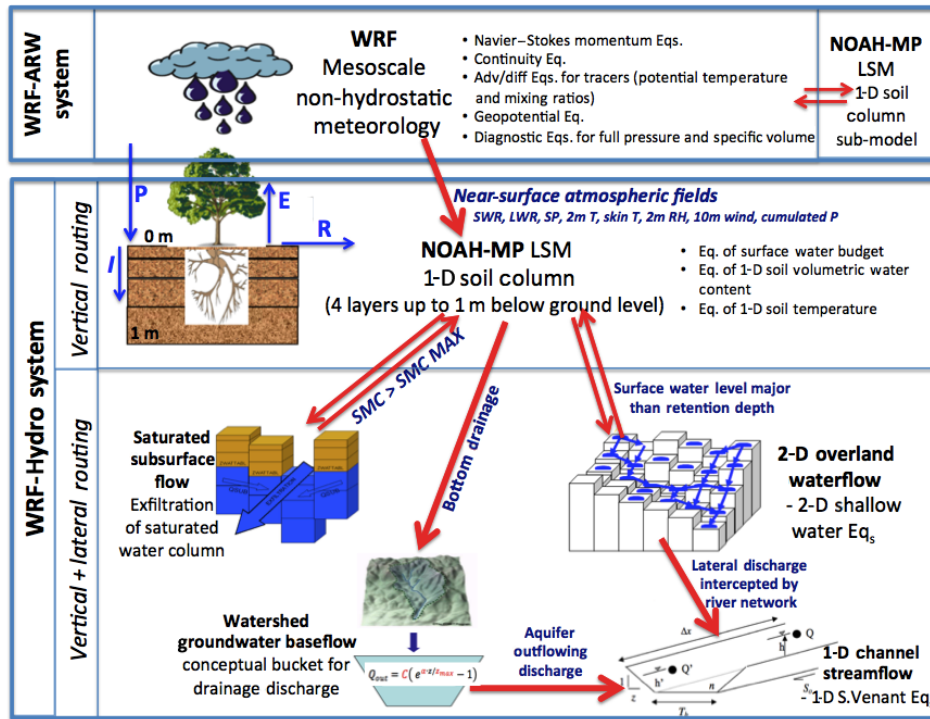 WRF-ARW
system
WRF
Mesoscale
non-hydrostatic
meteorology
• Navier–Stokes momentum Eqs.
• Continuity Eq.
• Adv/diff Eqs. for tracers (potential temperature
and mixing ratios)
• Geopotential Eq.
• Diagnostic Eqs. for full pressure and specific volume
NOAH-MP
LSM
1-D soil
column
sub-model
WRF-Hydro system
Vertical routing
P
E
R
I
0 m
1 m
Near-surface atmospheric fields
SWR, LWR, SP, 2m T, skin T, 2m RH, 10m wind, cumulated P
NOAH-MP LSM
1-D soil column
(4 layers up to 1 m below ground level)
• Eq. of surface water budget
• Eq. of 1-D soil volumetric water
content
• Eq. of 1-D soil temperature
Vertical + lateral routing
SMC > SMC MAX
Bottom drainage
Surface water level major
than retention depth
Saturated
subsurface
flow
Exfiltration
of saturated
water column
2-D overland
waterflow
- 2-D shallow
water Eqs
Lateral discharge
intercepted by
river network
Watershed
groundwater baseflow
conceptual bucket for
drainage discharge
Qout = C(e^a·z/zmax − 1)
Aquifer
outflowing
discharge
Δx
Q
h
Q'
h'
1
z
n
Tb
So
1-D channel
streamflow
- 1-D S.Venant Eq